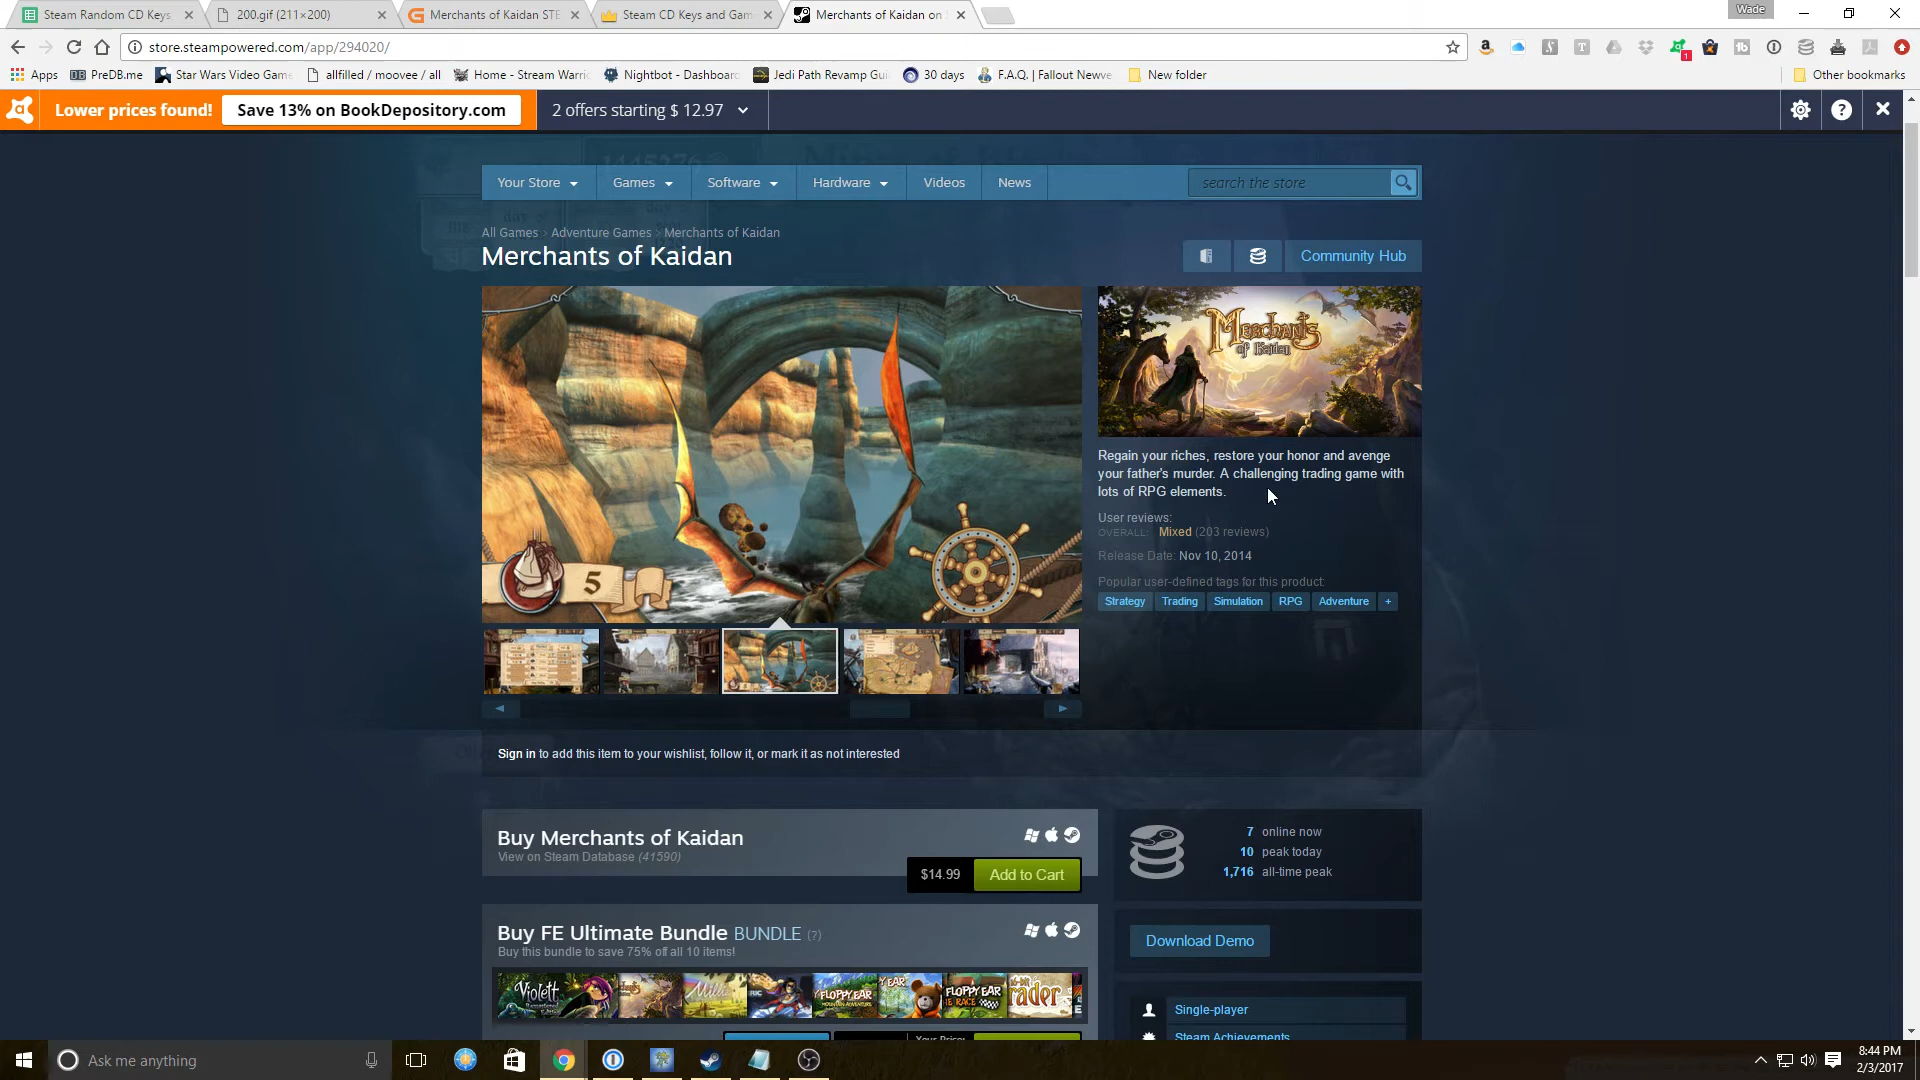 Steam Random CD Keys
200.gif (211×200)
Merchants of Kaidan STE
Steam CD Keys and Gam
Merchants of Kaidan on
Wade
store.steampowered.com/app/294020/
Apps
PreDB.me
Star Wars Video Game
allfilled / moovee / all
Home - Stream Warrio
Nightbot - Dashboard
Jedi Path Revamp Gui
30 days
F.A.Q. | Fallout Newve
New folder
Other bookmarks
Lower prices found!
Save 13% on BookDepository.com
2 offers starting $ 12.97
Your Store
Games
Software
Hardware
Videos
News
search the store
All Games > Adventure Games > Merchants of Kaidan
Merchants of Kaidan
Community Hub
Merchants
of Kaidan
5
Regain your riches, restore your honor and avenge
your father's murder. A challenging trading game with
lots of RPG elements.
User reviews:
OVERALL: Mixed (203 reviews)
Release Date: Nov 10, 2014
Popular user-defined tags for this product:
Strategy Trading Simulation RPG Adventure +
Sign in to add this item to your wishlist, follow it, or mark it as not interested
Buy Merchants of Kaidan
View on Steam Database (41590)
$14.99
Add to Cart
7 online now
10 peak today
1,716 all-time peak
Buy FE Ultimate Bundle BUNDLE (?)
Buy this bundle to save 75% off all 10 items!
Violett
FLOPPY EAR
FLOPPY EAR
Download Demo
Single-player
Steam Achievements
Your Price:
Ask me anything
8:44 PM
2/3/2017